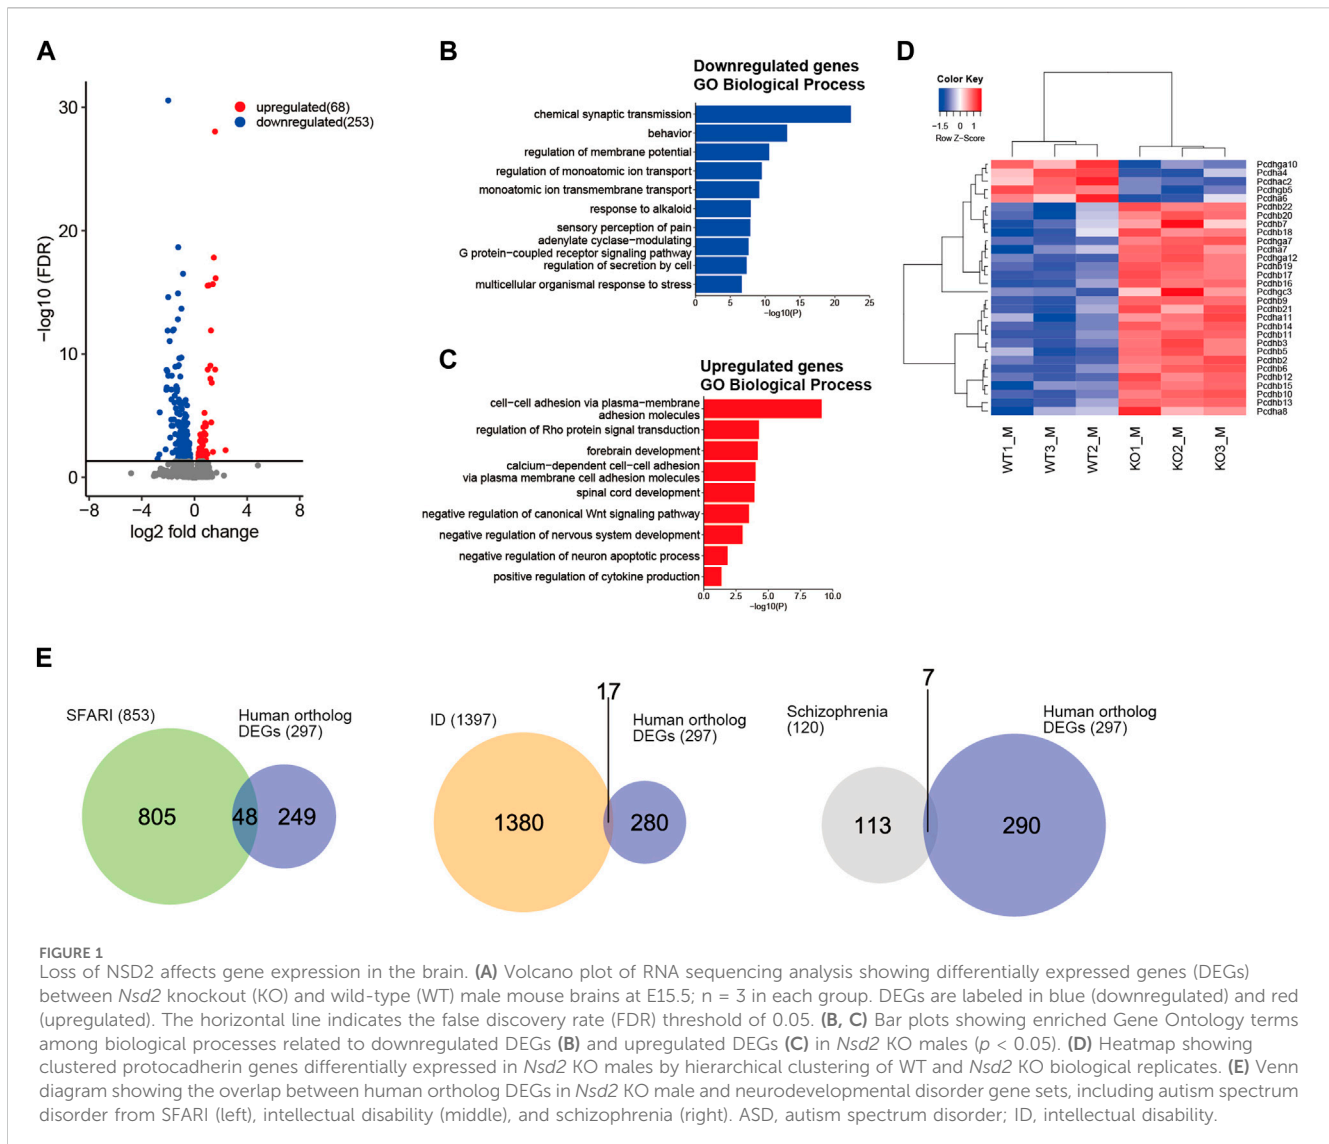 A
30
20
10
0
−log10 (FDR)
−8
−4
0
4
8
log2 fold change
upregulated(68)
downregulated(253)
B
Downregulated genes
GO Biological Process
chemical synaptic transmission
behavior
regulation of membrane potential
regulation of monoatomic ion transport
monoatomic ion transmembrane transport
response to alkaloid
sensory perception of pain
adenylate cyclase−modulating
G protein−coupled receptor signaling pathway
regulation of secretion by cell
multicellular organismal response to stress
0 5 10 15 20 25
−log10(P)
C
Upregulated genes
GO Biological Process
cell−cell adhesion via plasma−membrane
adhesion molecules
regulation of Rho protein signal transduction
forebrain development
calcium−dependent cell−cell adhesion
via plasma membrane cell adhesion molecules
spinal cord development
negative regulation of canonical Wnt signaling pathway
negative regulation of nervous system development
negative regulation of neuron apoptotic process
positive regulation of cytokine production
0.0 2.5 5.0 7.5 10.0
−log10(P)
D
Color Key
−1.5 0 1
Row Z−Score
Pcdhga10
Pcdha4
Pcdhac2
Pcdhgb5
Pcdha6
Pcdhb22
Pcdhb20
Pcdhb7
Pcdhb18
Pcdhga7
Pcdha7
Pcdhga12
Pcdhb19
Pcdhb17
Pcdhb16
Pcdhgc3
Pcdhb9
Pcdhb21
Pcdha11
Pcdhb14
Pcdhb11
Pcdhb3
Pcdhb5
Pcdhb2
Pcdhb6
Pcdhb12
Pcdhb15
Pcdhb10
Pcdhb13
Pcdha8
WT1_M
WT3_M
WT2_M
KO1_M
KO2_M
KO3_M
E
SFARI (853)
Human ortholog
DEGs (297)
805
48
249
ID (1397)
17
Human ortholog
DEGs (297)
1380
280
Schizophrenia
(120)
7
Human ortholog
DEGs (297)
113
290
FIGURE 1
Loss of NSD2 affects gene expression in the brain. (A) Volcano plot of RNA sequencing analysis showing differentially expressed genes (DEGs)
between Nsd2 knockout (KO) and wild-type (WT) male mouse brains at E15.5; n = 3 in each group. DEGs are labeled in blue (downregulated) and red
(upregulated). The horizontal line indicates the false discovery rate (FDR) threshold of 0.05. (B, C) Bar plots showing enriched Gene Ontology terms
among biological processes related to downregulated DEGs (B) and upregulated DEGs (C) in Nsd2 KO males (p < 0.05). (D) Heatmap showing
clustered protocadherin genes differentially expressed in Nsd2 KO males by hierarchical clustering of WT and Nsd2 KO biological replicates. (E) Venn
diagram showing the overlap between human ortholog DEGs in Nsd2 KO male and neurodevelopmental disorder gene sets, including autism spectrum
disorder from SFARI (left), intellectual disability (middle), and schizophrenia (right). ASD, autism spectrum disorder; ID, intellectual disability.